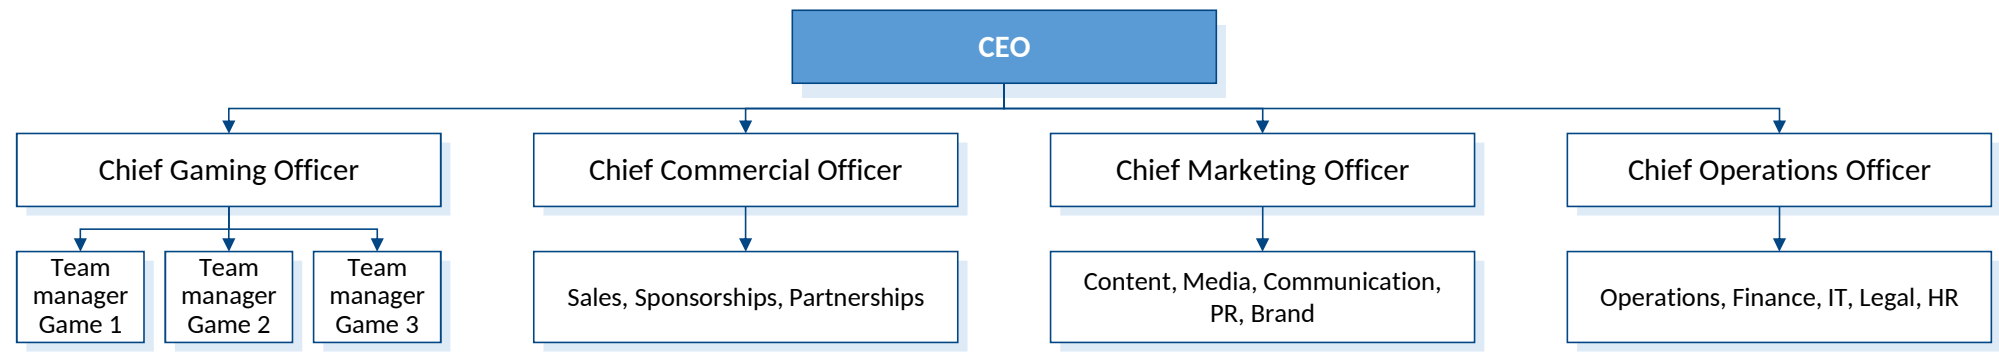 CEO
Chief Gaming Officer
Chief Commercial Officer
Chief Marketing Officer
Chief Operations Officer
Team
manager
Game 1
Team
manager
Game 2
Team
manager
Game 3
Sales, Sponsorships, Partnerships
Content, Media, Communication,
PR, Brand
Operations, Finance, IT, Legal, HR